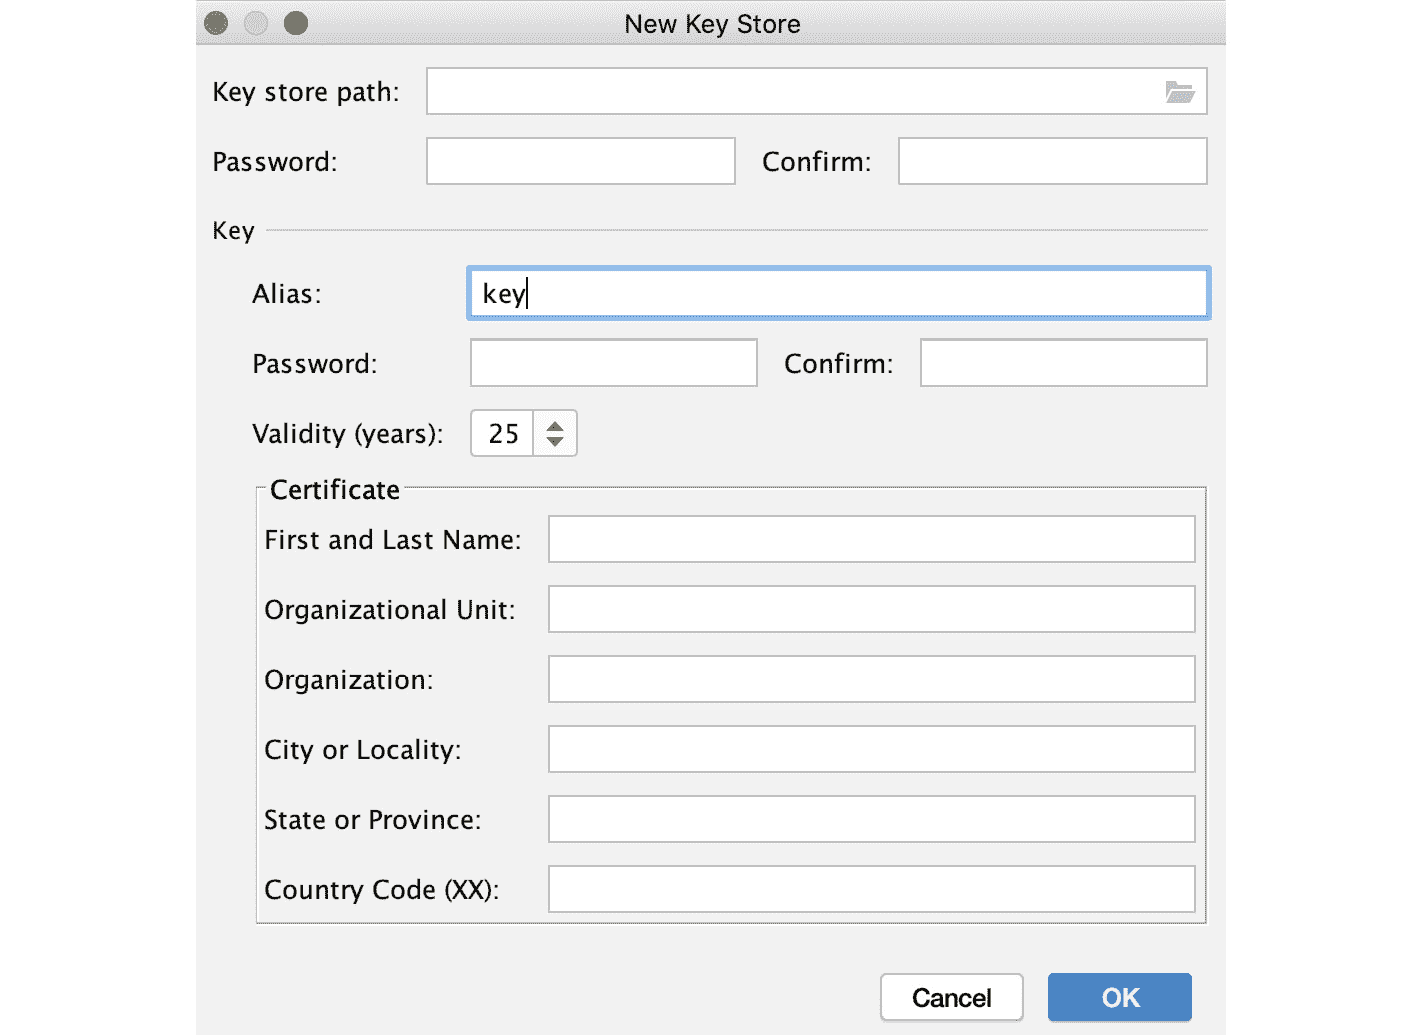 New Key Store
Key store path:
Password: Confirm:
Key
Alias: key
Password: Confirm:
Validity (years): 25
Certificate
First and Last Name:
Organizational Unit:
Organization:
City or Locality:
State or Province:
Country Code (XX):
Cancel OK